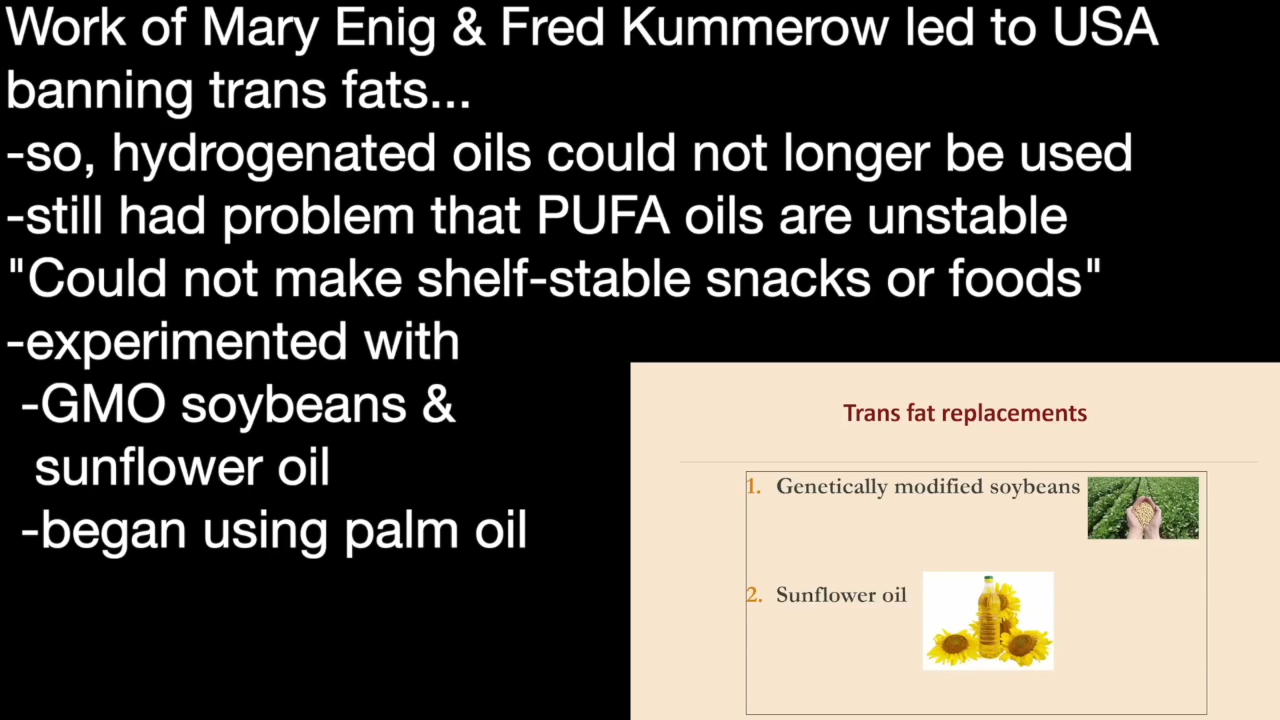 Work of Mary Enig & Fred Kummerow led to USA
banning trans fats...
-so, hydrogenated oils could not longer be used
-still had problem that PUFA oils are unstable
"Could not make shelf-stable snacks or foods"
-experimented with
-GMO soybeans &
sunflower oil
-began using palm oil
Trans fat replacements
1. Genetically modified soybeans
2. Sunflower oil